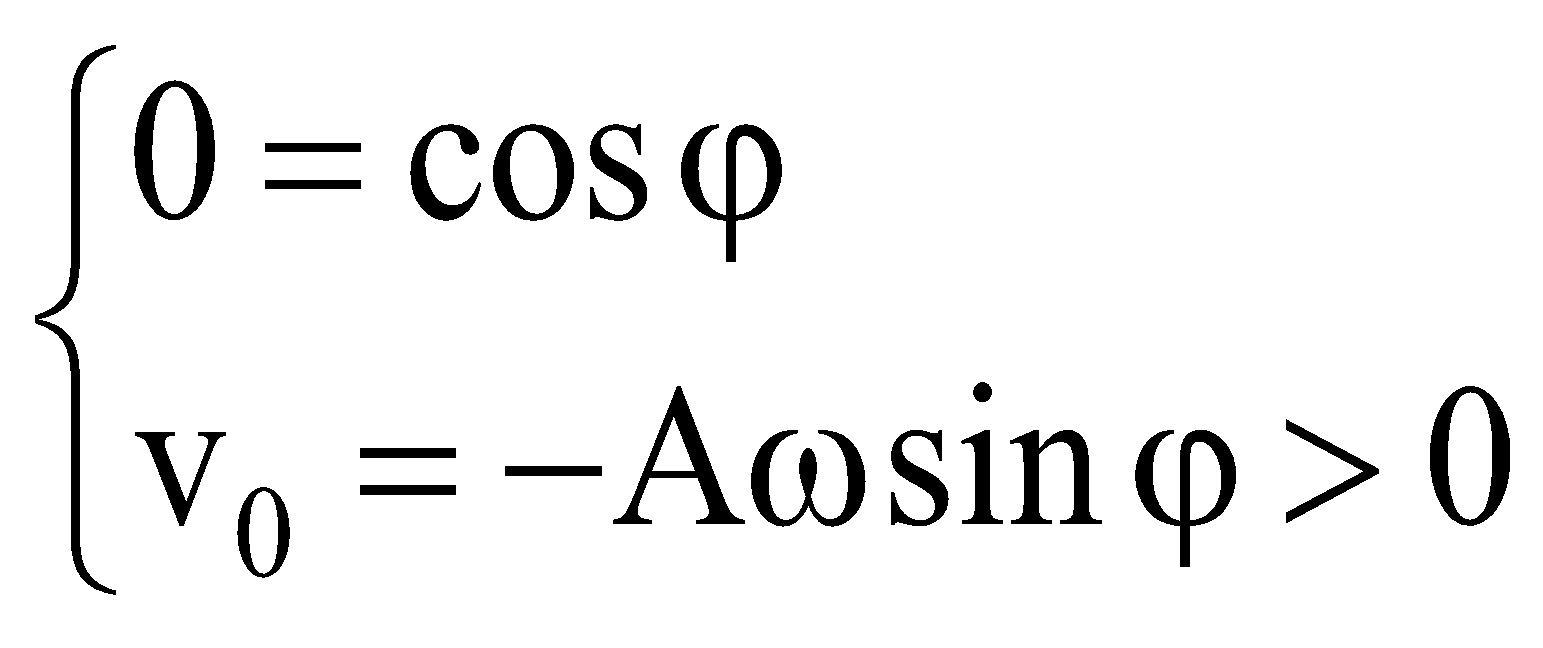 0 = cos φ
v₀ = −Aω sin φ > 0